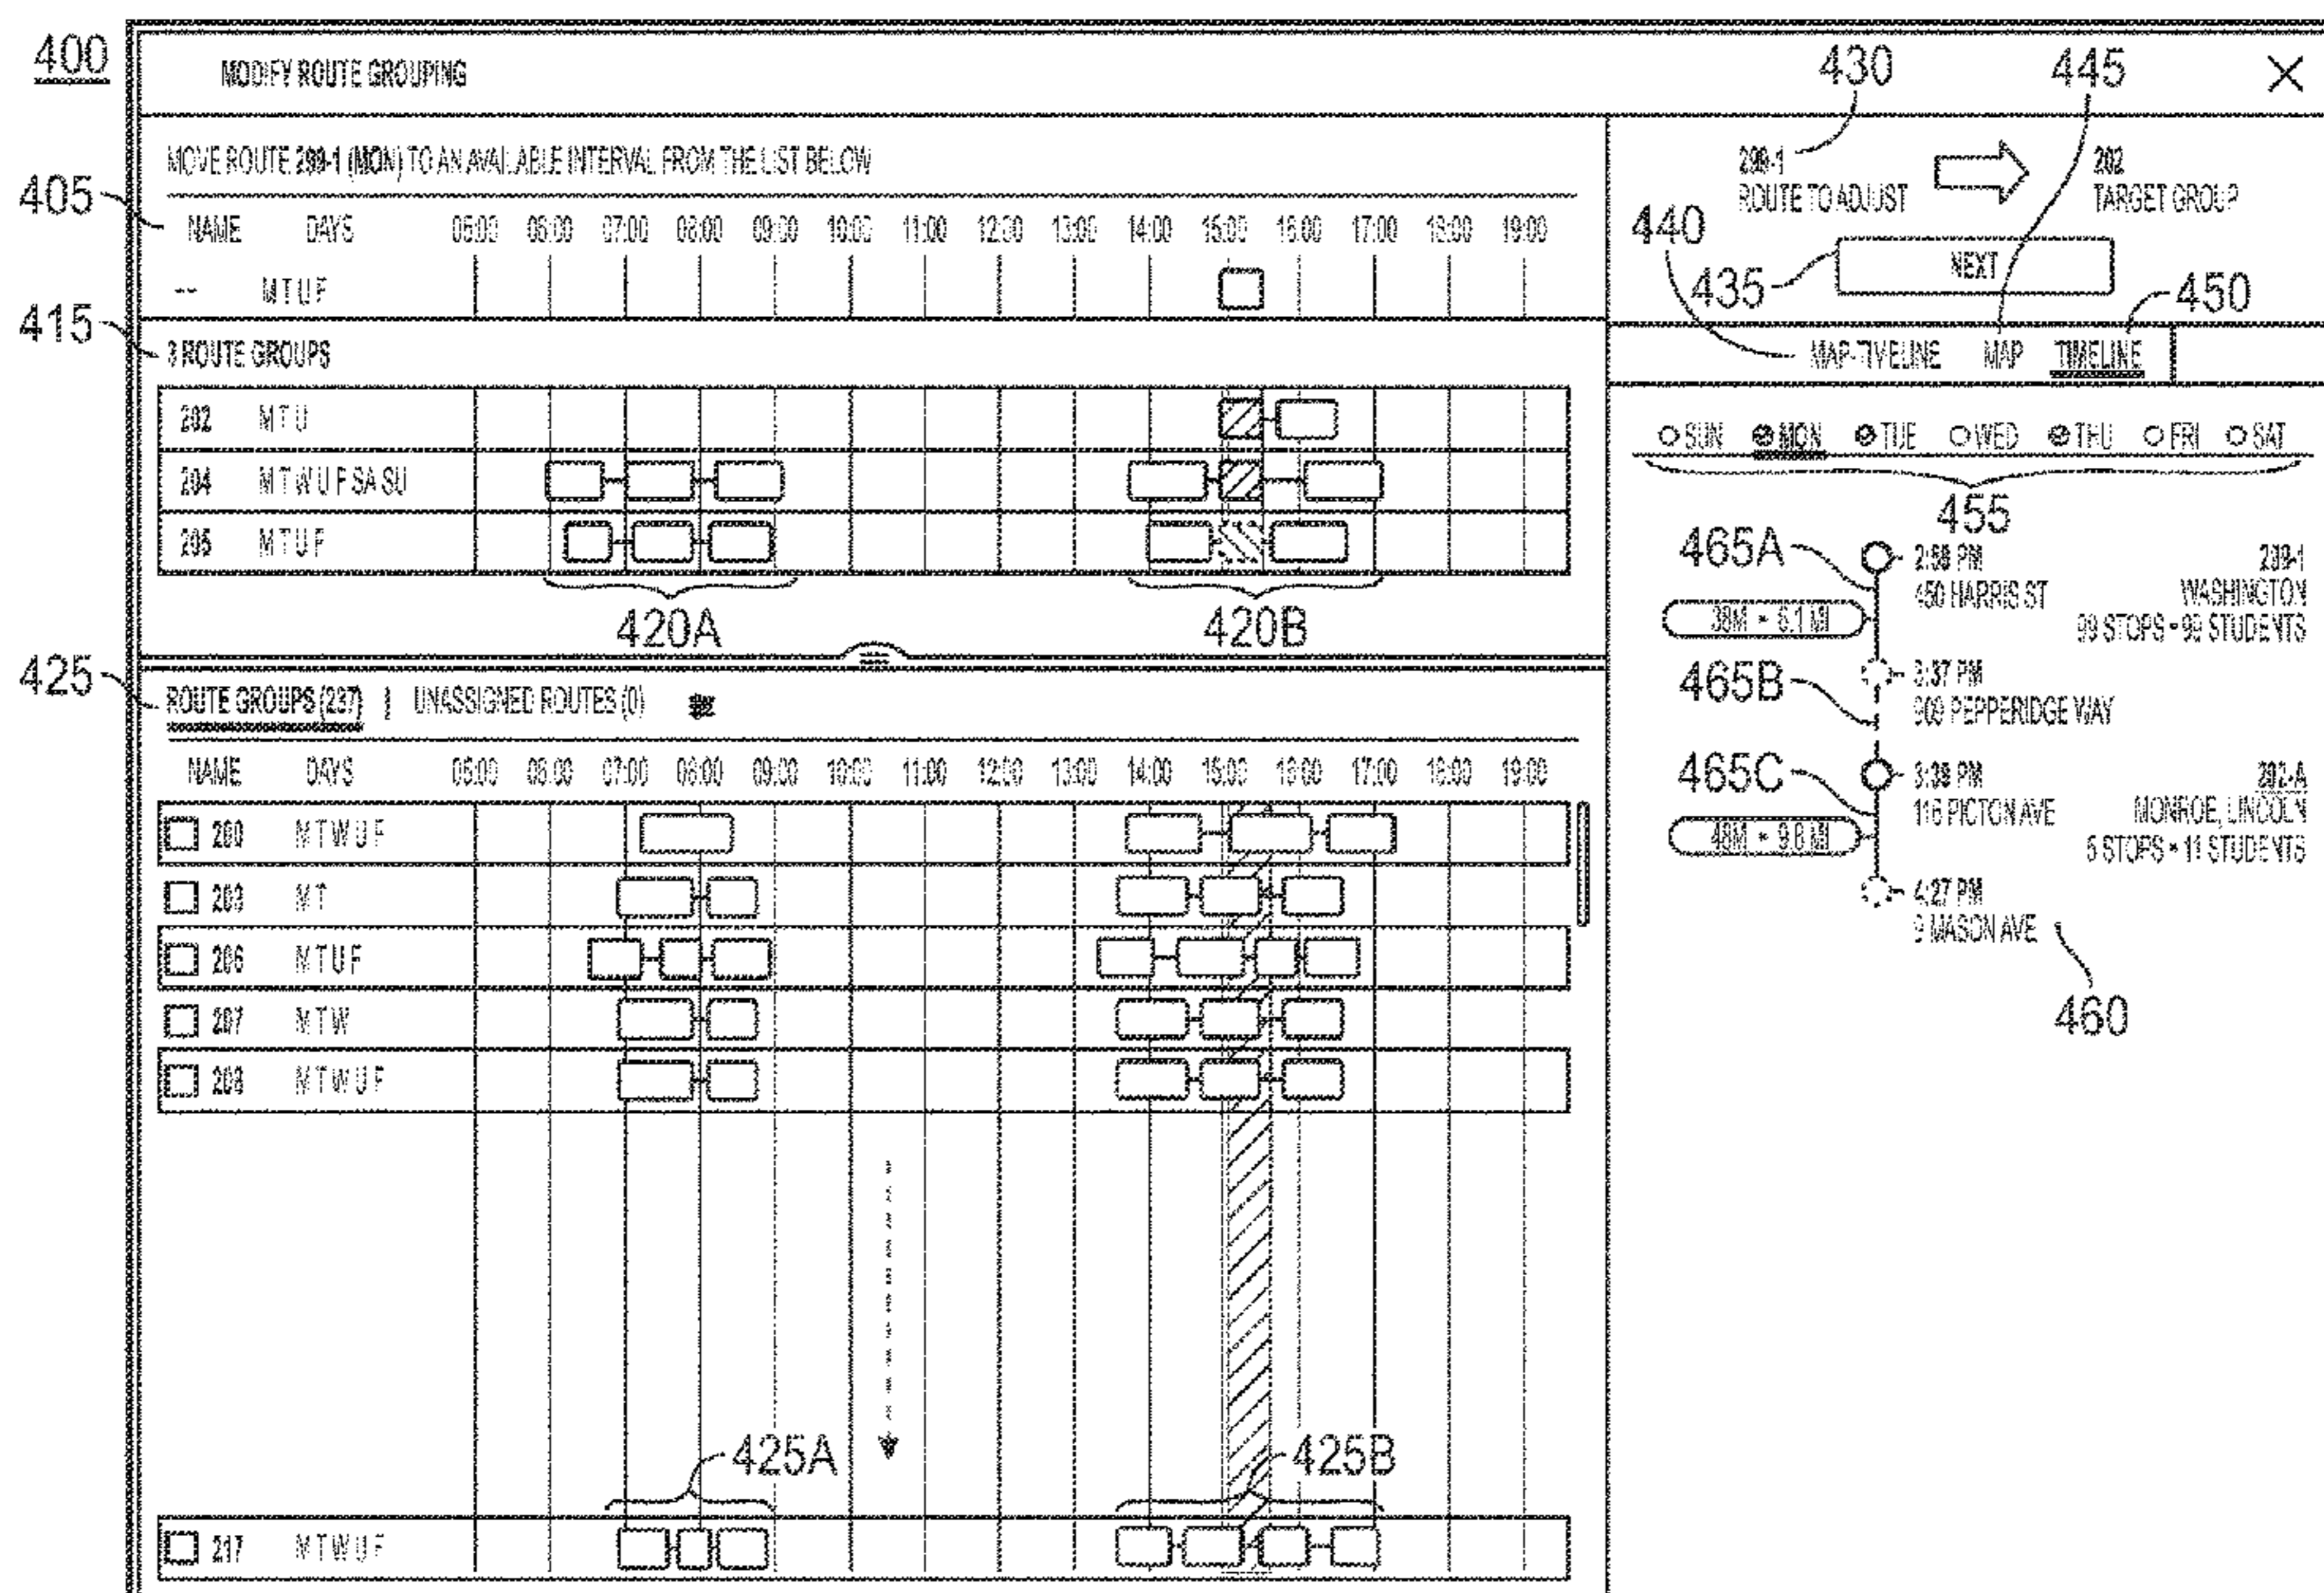 400
MODIFY ROUTE GROUPING
430
445
X
MOVE ROUTE 299-1 (MON) TO AN AVAILABLE INTERVAL FROM THE LIST BELOW
299-1
ROUTE TO ADJUST
202
TARGET GROUP
405
NAME DAYS 05:00 06:00 07:00 08:00 09:00 10:00 11:00 12:00 13:00 14:00 15:00 16:00 17:00 18:00 19:00
-- M T U F
440
435
NEXT
450
415
3 ROUTE GROUPS
MAP-TIMELINE MAP TIMELINE
202 M T U
204 M T W U F SA SU
205 M T U F
420A
420B
SUN MON TUE WED THU FRI SAT
455
465A
2:58 PM 299-1
450 HARRIS ST WASHINGTON
38M • 6.1 MI
99 STOPS • 99 STUDENTS
465B
3:37 PM
909 PEPPERIDGE WAY
465C
3:38 PM 202-A
116 PICTON AVE MONROE, LINCOLN
48M • 9.8 MI
5 STOPS • 11 STUDENTS
4:27 PM
9 MASON AVE
460
425
ROUTE GROUPS (237) | UNASSIGNED ROUTES (0)
NAME DAYS 05:00 06:00 07:00 08:00 09:00 10:00 11:00 12:00 13:00 14:00 15:00 16:00 17:00 18:00 19:00
200 M T W U F
203 M T
206 M T U F
207 M T W
208 M T W U F
425A
425B
217 M T W U F